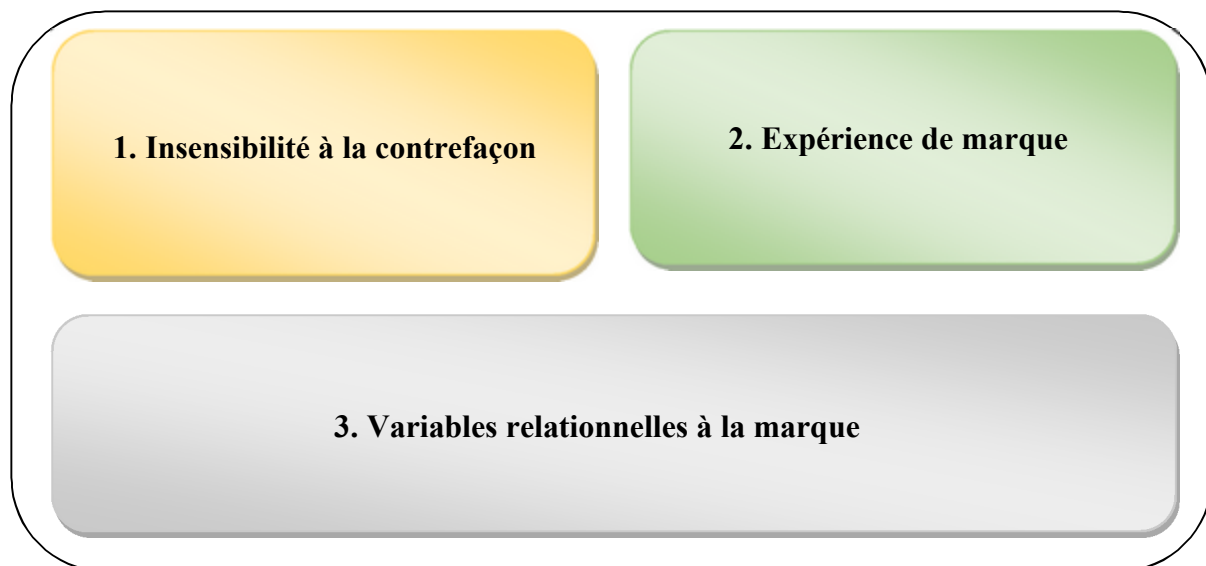 1. Insensibilité à la contrefaçon
2. Expérience de marque
3. Variables relationnelles à la marque